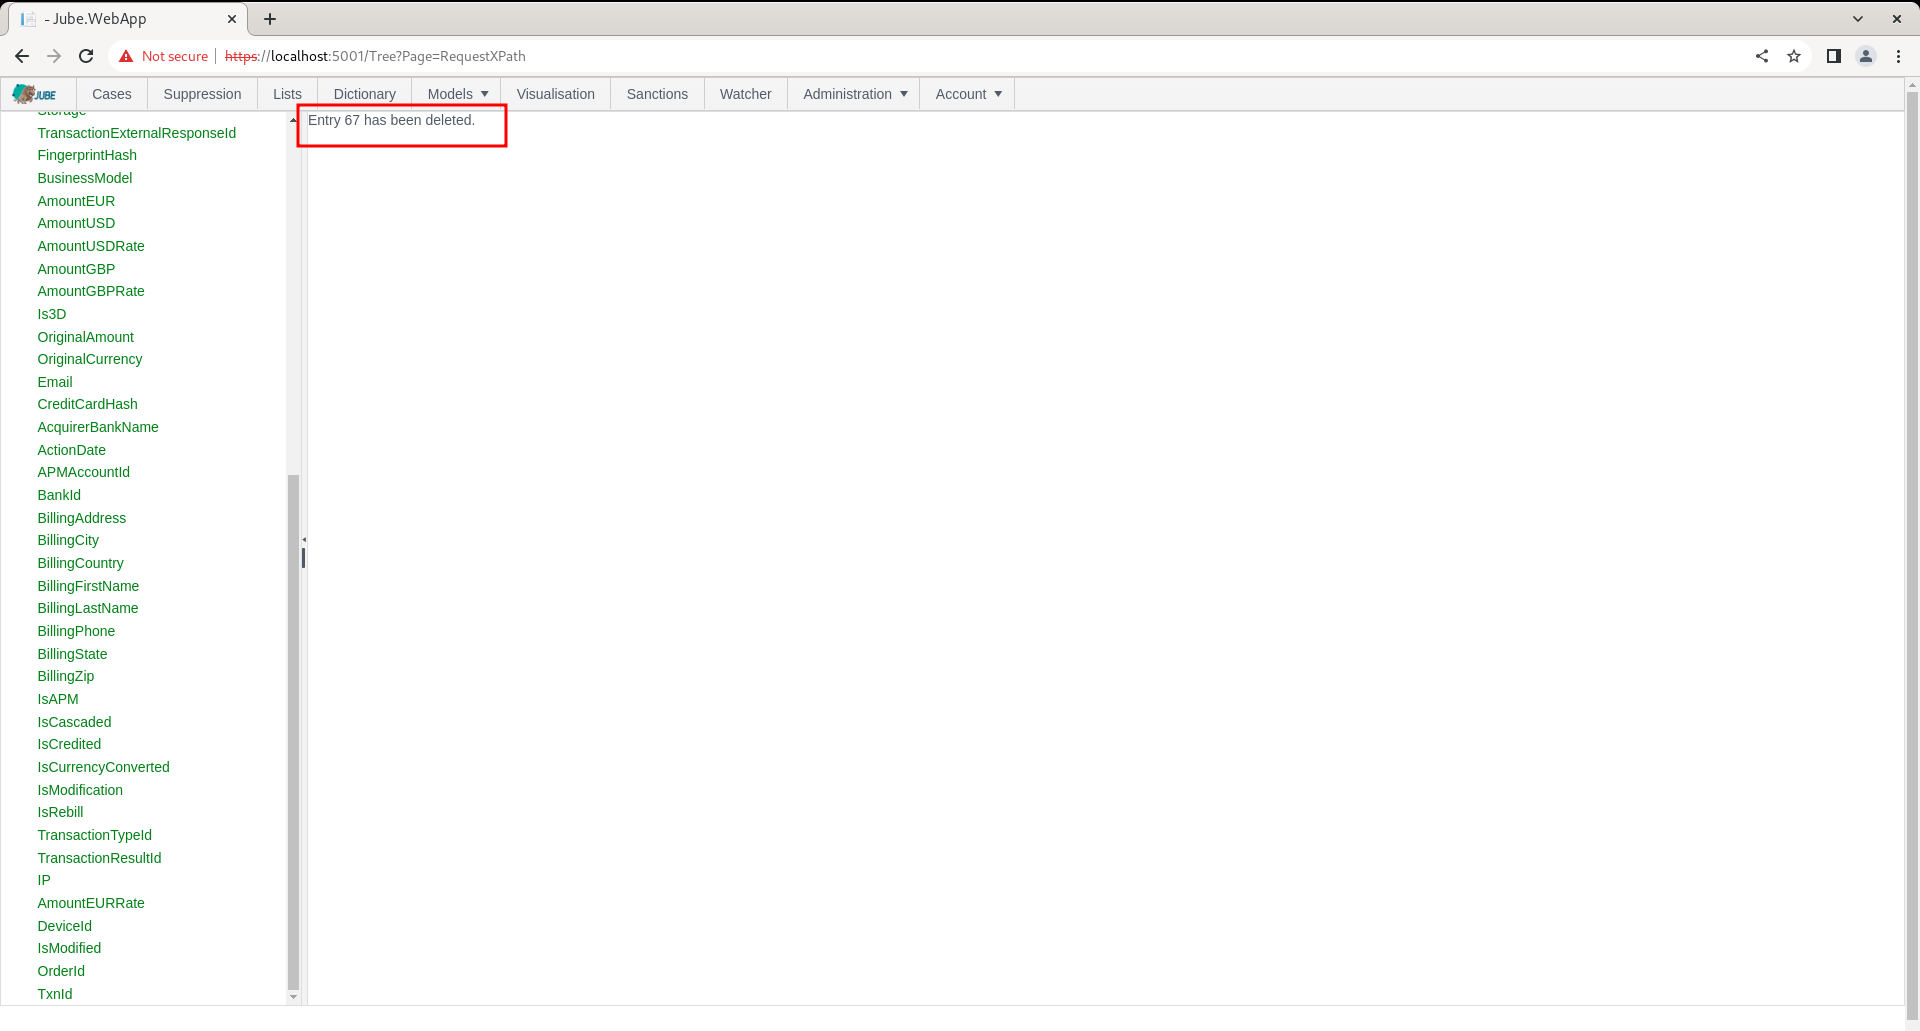 - Jube.WebApp
Not secure https://localhost:5001/Tree?Page=RequestXPath
JUBE Cases Suppression Lists Dictionary Models Visualisation Sanctions Watcher Administration Account
Entry 67 has been deleted.
Storage
TransactionExternalResponseId
FingerprintHash
BusinessModel
AmountEUR
AmountUSD
AmountUSDRate
AmountGBP
AmountGBPRate
Is3D
OriginalAmount
OriginalCurrency
Email
CreditCardHash
AcquirerBankName
ActionDate
APMAccountId
BankId
BillingAddress
BillingCity
BillingCountry
BillingFirstName
BillingLastName
BillingPhone
BillingState
BillingZip
IsAPM
IsCascaded
IsCredited
IsCurrencyConverted
IsModification
IsRebill
TransactionTypeId
TransactionResultId
IP
AmountEURRate
DeviceId
IsModified
OrderId
TxnId